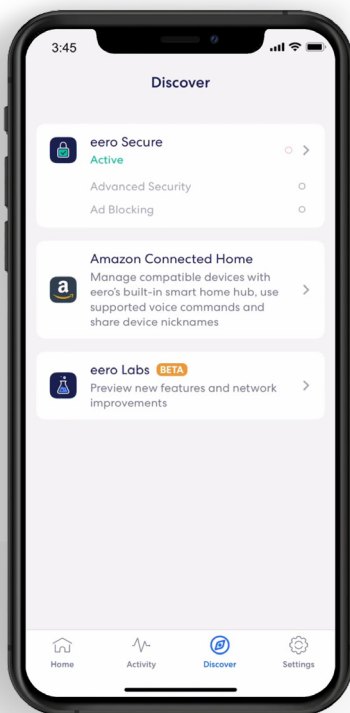 3:45
Discover
eero Secure
Active
Advanced Security
Ad Blocking
Amazon Connected Home
Manage compatible devices with
eero's built-in smart home hub, use
supported voice commands and
share device nicknames
eero Labs BETA
Preview new features and network
improvements
Home Activity Discover Settings